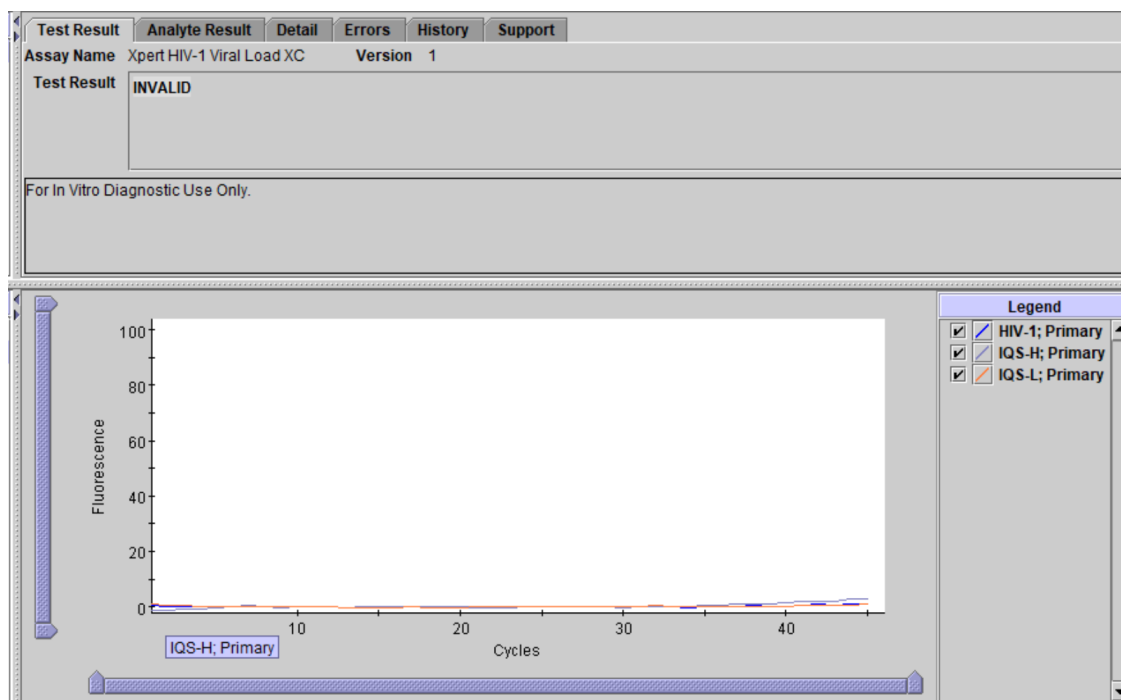 Test Result Analyte Result Detail Errors History Support
Assay Name Xpert HIV-1 Viral Load XC Version 1
Test Result INVALID
For In Vitro Diagnostic Use Only.
Legend
HIV-1; Primary
IQS-H; Primary
IQS-L; Primary
100
80
60
40
20
0
Fluorescence
10 20 30 40
IQS-H; Primary
Cycles